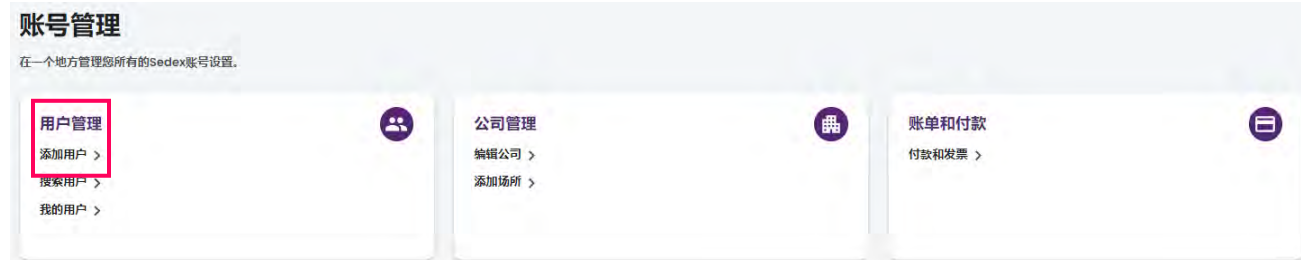 账号管理
在一个地方管理您所有的Sedex账号设置。
用户管理
添加用户 >
搜索用户 >
我的用户 >
公司管理
编辑公司 >
添加场所 >
账单和付款
付款和发票 >